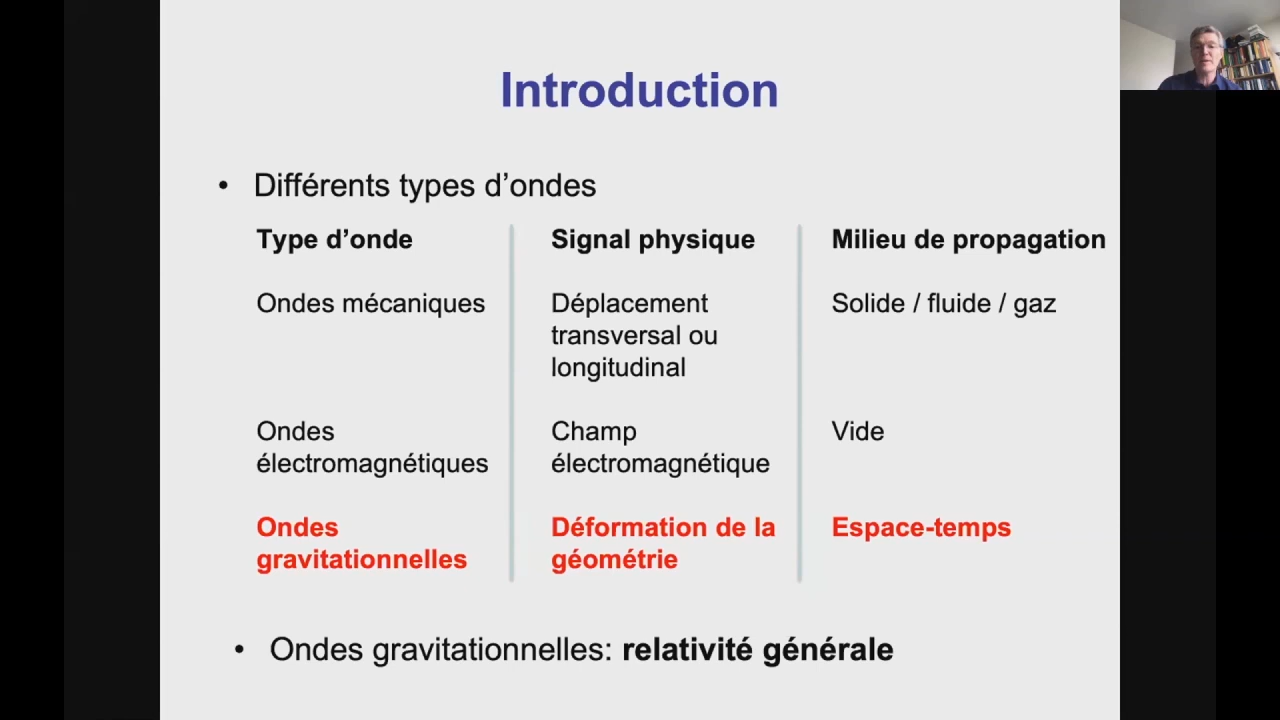 Introduction
• Différents types d’ondes
Type d’onde
Signal physique
Milieu de propagation
Ondes mécaniques
Déplacement
transversal ou
longitudinal
Solide / fluide / gaz
Ondes
électromagnétiques
Champ
électromagnétique
Vide
Ondes
gravitationnelles
Déformation de la
géométrie
Espace-temps
• Ondes gravitationnelles: relativité générale